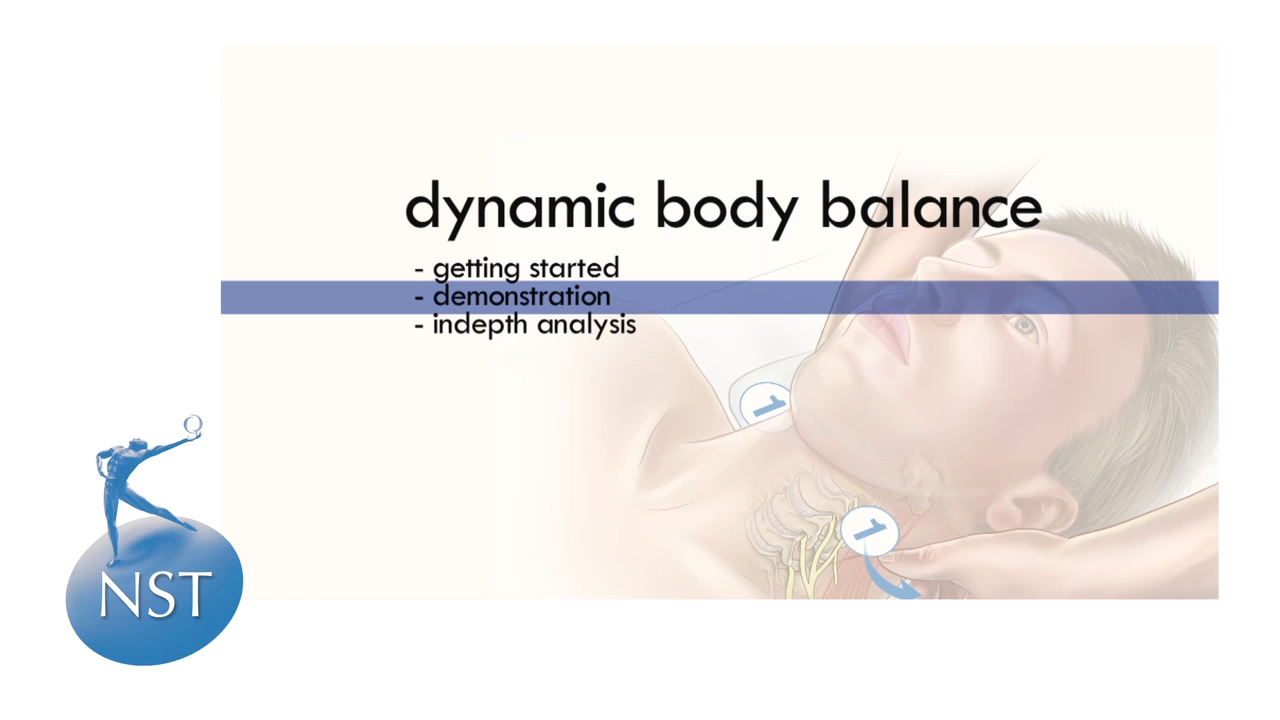 dynamic body balance
- getting started
- demonstration
- indepth analysis
1
1
NST